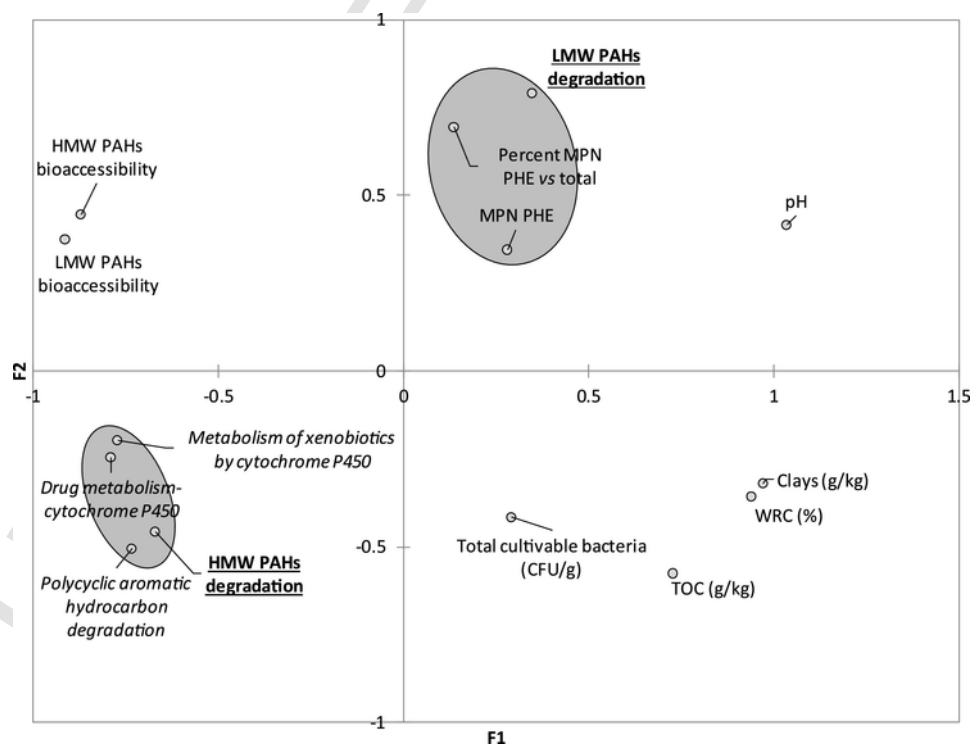 1
LMW PAHs
degradation
HMW PAHs
bioaccessibility
Percent MPN
PHE vs total
0.5
pH
MPN PHE
LMW PAHs
bioaccessibility
F2
0
-1
-0.5
0
0.5
1
1.5
Metabolism of xenobiotics
by cytochrome P450
Drug metabolism-
cytochrome P450
Clays (g/kg)
WRC (%)
-0.5
Total cultivable bacteria
(CFU/g)
HMW PAHs
degradation
TOC (g/kg)
Polycyclic aromatic
hydrocarbon
degradation
-1
F1